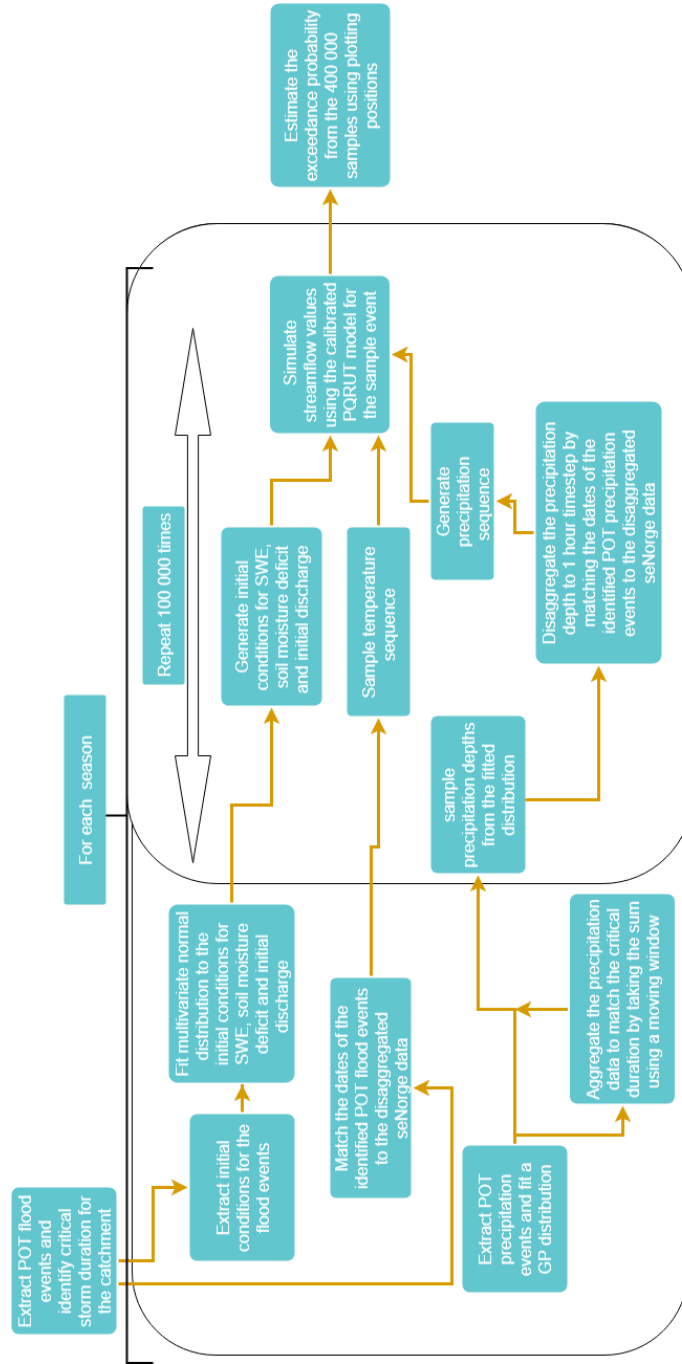 Extract POT flood
events and
identify critical
storm duration for
the catchment
For each  season
Repeat 100 000 times
Extract initial
conditions for the
flood events
Fit multivariate normal
distribution to the
initial conditions for
SWE, soil moisture
deficit and initial
discharge
Generate initial
conditions for SWE,
soil moisture deficit
and initial discharge
Simulate
streamflow values
using the calibrated
PQRUT model for
the sample event
Estimate the
exceedance probability
from the 400 000
samples using plotting
positions
Match the dates of the
identified POT flood events
to the disaggregated
seNorge data
Sample temperature
sequence
Extract POT
precipitation
events and fit a
GP distribution
Aggregate the precipitation
data to match the critical
duration by taking the sum
using a moving window
sample
precipitation depths
from the fitted
distribution
Generate
precipitation
sequence
Disaggregate the precipitation
depth to 1 hour timestep by
matching the dates of the
identified POT precipitation
events to the disaggregated
seNorge data